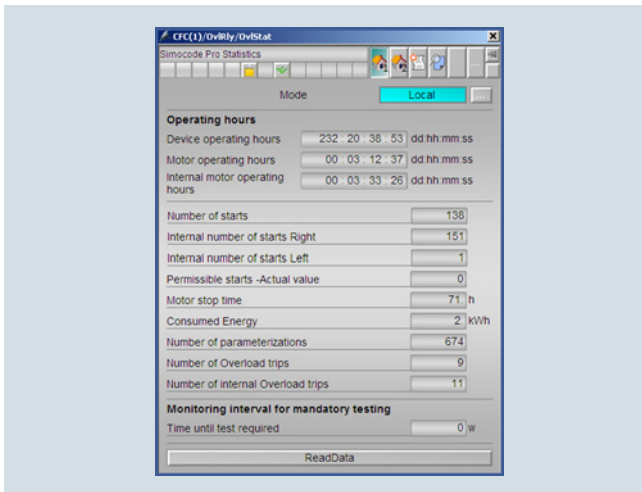 CFC(1)/OvlRly/OvlStat
Simocode Pro Statistics
Mode Local ...
Operating hours
Device operating hours 232 : 20 : 38 : 53 dd:hh:mm:ss
Motor operating hours 00 : 03 : 12 : 37 dd:hh:mm:ss
Internal motor operating
hours 00 : 03 : 33 : 26 dd:hh:mm:ss
Number of starts 138
Internal number of starts Right 151
Internal number of starts Left 1
Permissible starts -Actual value 0
Motor stop time 71. h
Consumed Energy 2. kWh
Number of parameterizations 674
Number of Overload trips 9
Number of internal Overload trips 11
Monitoring interval for mandatory testing
Time until test required 0 w
ReadData